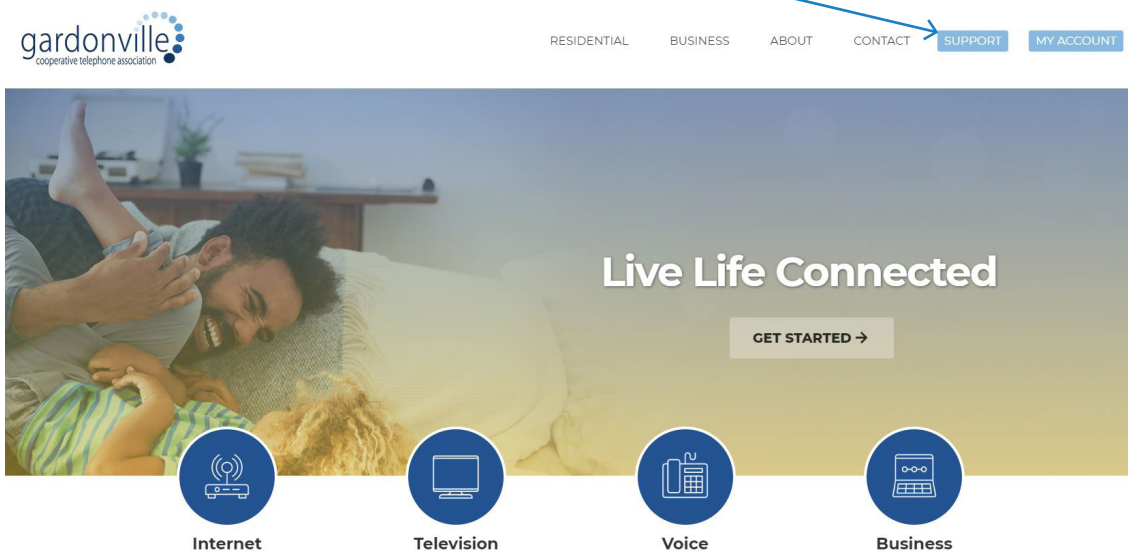 gardonville
cooperative telephone association
RESIDENTIAL BUSINESS ABOUT CONTACT SUPPORT MY ACCOUNT
Live Life Connected
GET STARTED →
Internet Television Voice Business